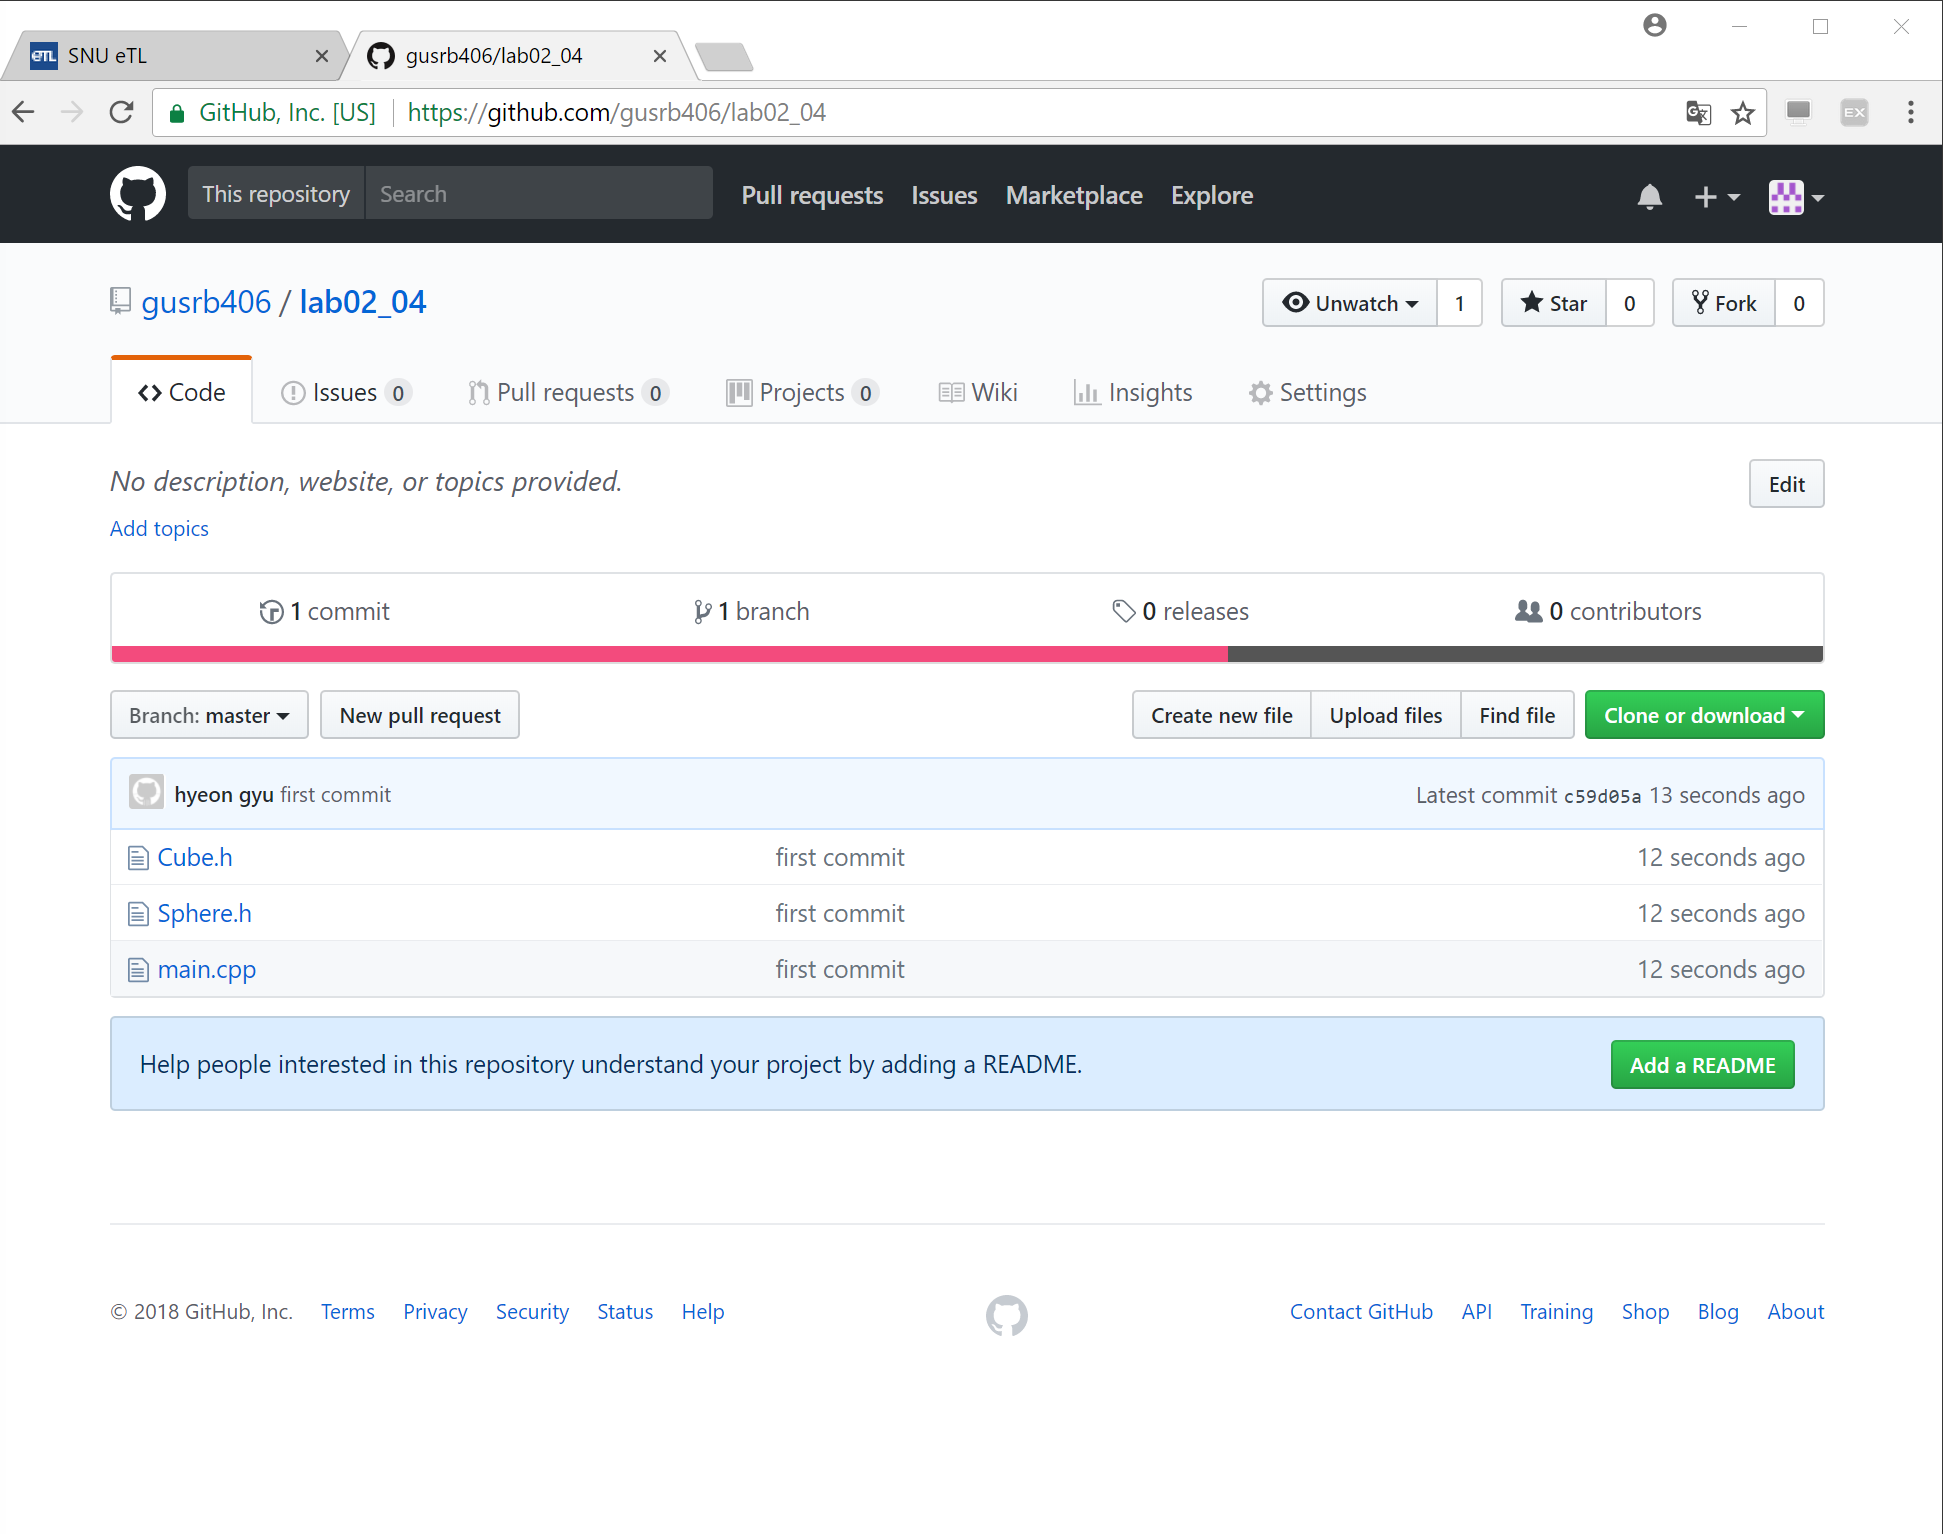 eTL SNU eTL
gusrb406/lab02_04
GitHub, Inc. [US] https://github.com/gusrb406/lab02_04
EX
This repository Search Pull requests Issues Marketplace Explore
gusrb406 / lab02_04
Unwatch 1 Star 0 Fork 0
Code Issues 0 Pull requests 0 Projects 0 Wiki Insights Settings
No description, website, or topics provided.
Edit
Add topics
1 commit 1 branch 0 releases 0 contributors
Branch: master New pull request Create new file Upload files Find file Clone or download
hyeon gyu first commit Latest commit c59d05a 13 seconds ago
Cube.h first commit 12 seconds ago
Sphere.h first commit 12 seconds ago
main.cpp first commit 12 seconds ago
Help people interested in this repository understand your project by adding a README. Add a README
© 2018 GitHub, Inc. Terms Privacy Security Status Help Contact GitHub API Training Shop Blog About